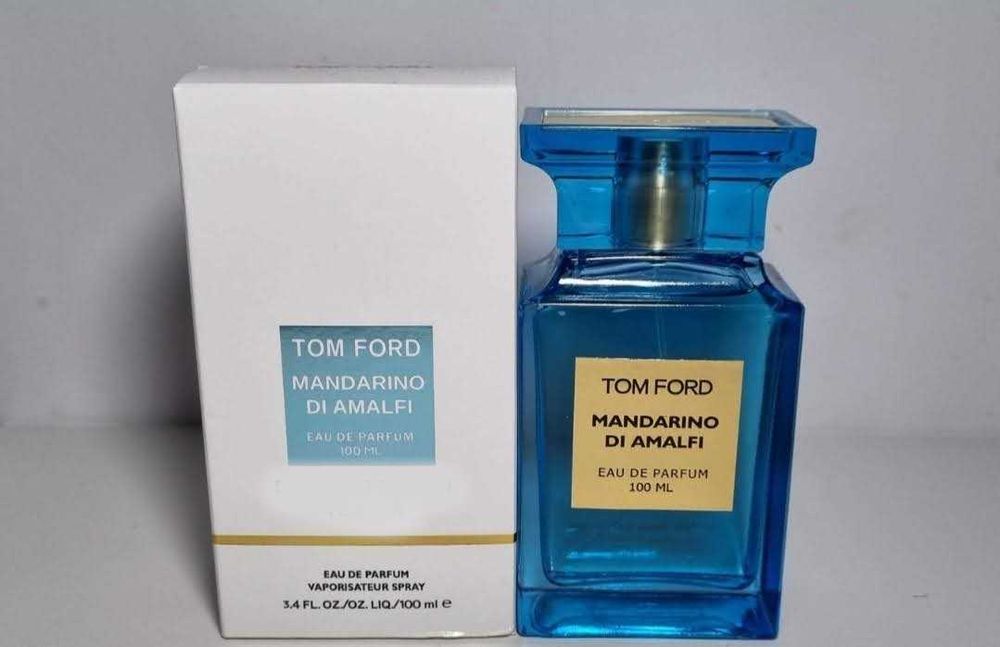 TOM FORD
MANDARINO
DI AMALFI
EAU DE PARFUM
100 ML
EAU DE PARFUM
VAPORISATEUR SPRAY
3.4 FL. OZ./OZ. LIQ./100 ml e
TOM FORD
MANDARINO
DI AMALFI
EAU DE PARFUM
100 ML